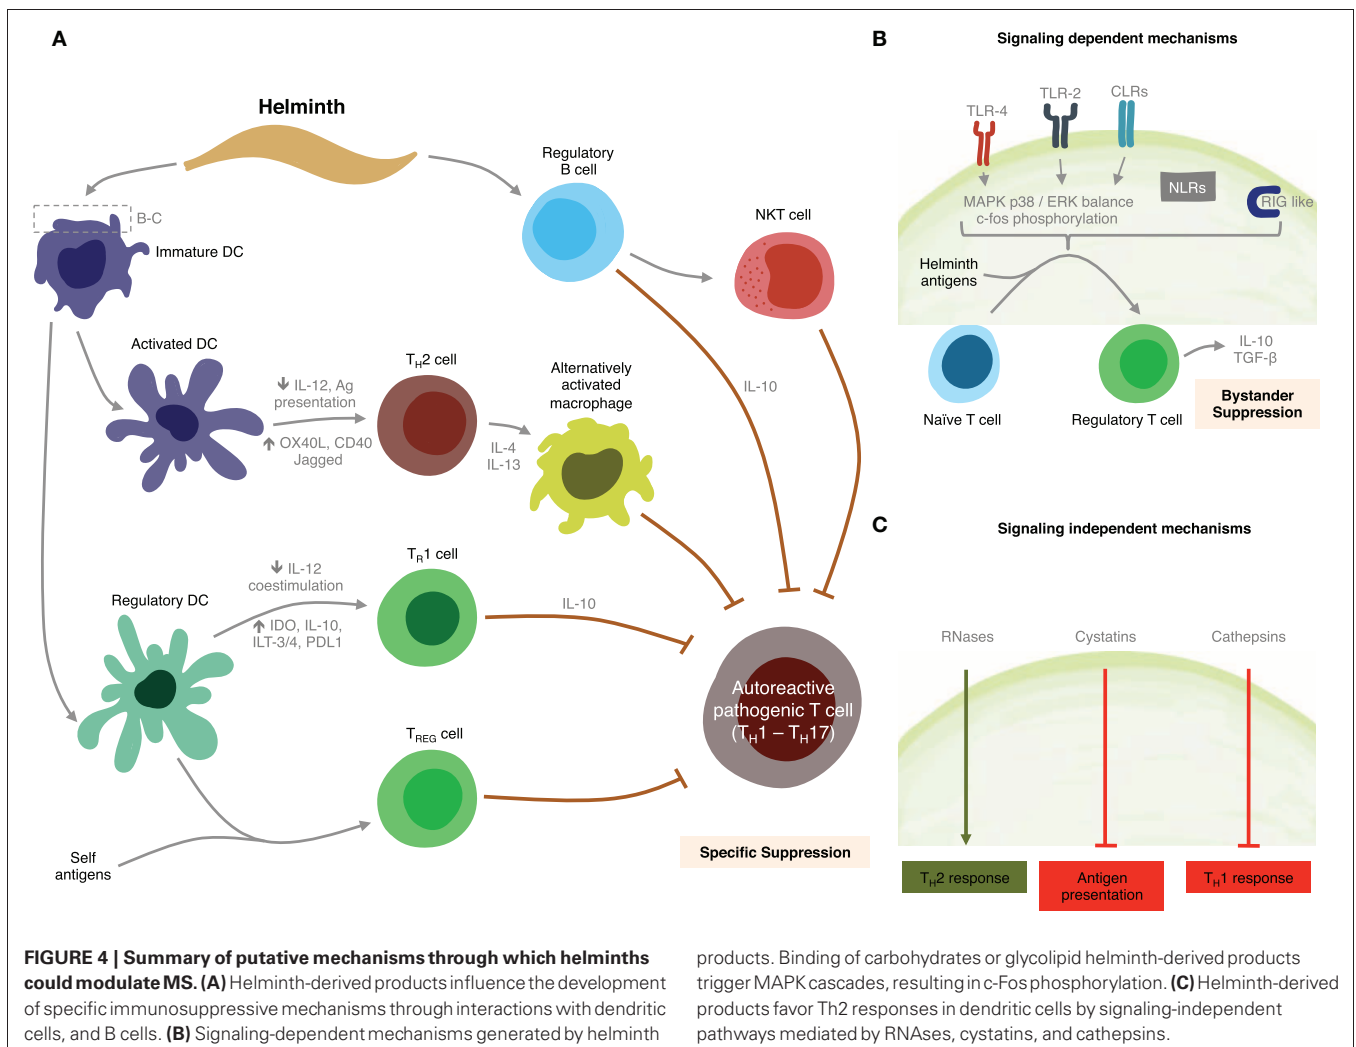 A
Helminth
B-C
Immature DC
Regulatory
B cell
NKT cell
Activated DC
IL-12, Ag
presentation
OX40L, CD40
Jagged
TH2 cell
IL-4
IL-13
Alternatively
activated
macrophage
IL-10
Regulatory DC
IL-12
coestimulation
IDO, IL-10,
ILT-3/4, PDL1
TR1 cell
IL-10
Autoreactive
pathogenic T cell
(TH1 – TH17)
TREG cell
Self
antigens
Specific Suppression
B
Signaling dependent mechanisms
TLR-4
TLR-2
CLRs
NLRs
RIG like
MAPK p38 / ERK balance
c-fos phosphorylation
Helminth
antigens
Naïve T cell
Regulatory T cell
IL-10
TGF-β
Bystander
Suppression
C
Signaling independent mechanisms
RNases
Cystatins
Cathepsins
TH2 response
Antigen
presentation
TH1 response
FIGURE 4 | Summary of putative mechanisms through which helminths
could modulate MS. (A) Helminth-derived products influence the development
of specific immunosuppressive mechanisms through interactions with dendritic
cells, and B cells. (B) Signaling-dependent mechanisms generated by helminth
products. Binding of carbohydrates or glycolipid helminth-derived products
trigger MAPK cascades, resulting in c-Fos phosphorylation. (C) Helminth-derived
products favor Th2 responses in dendritic cells by signaling-independent
pathways mediated by RNAses, cystatins, and cathepsins.